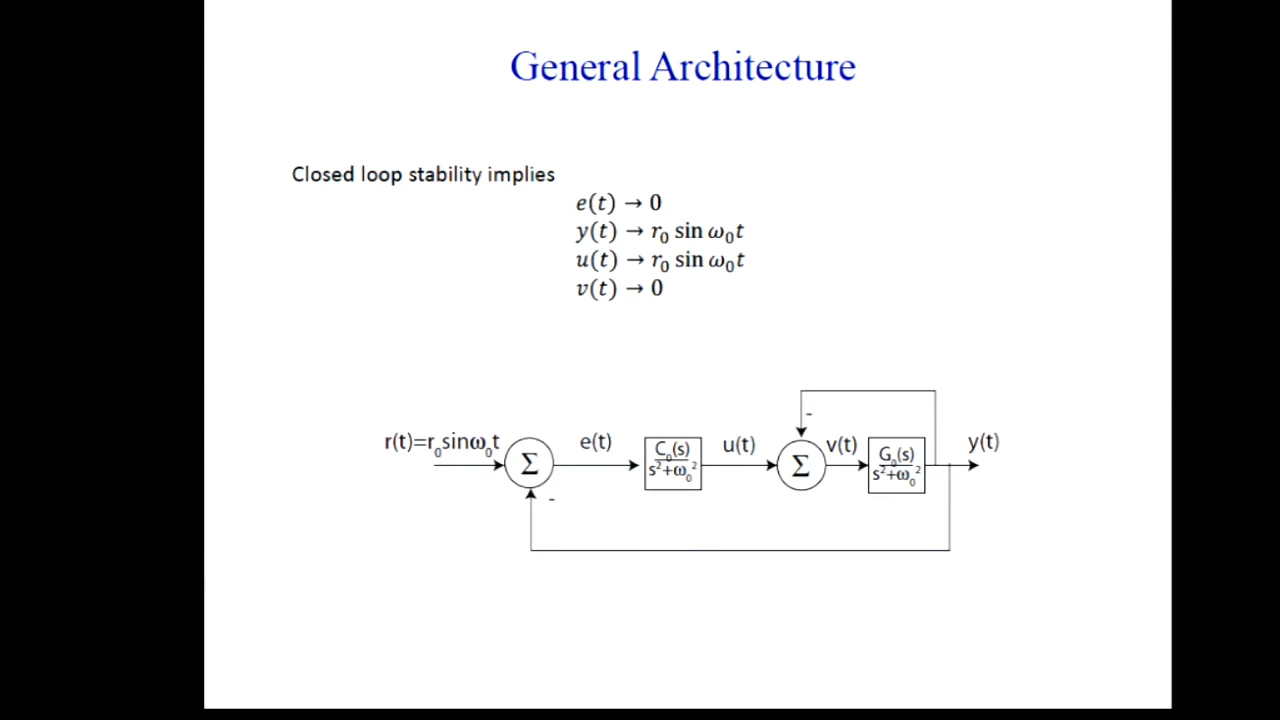 General Architecture
Closed loop stability implies
e(t) → 0
y(t) → r₀ sin ω₀t
u(t) → r₀ sin ω₀t
v(t) → 0
r(t)=r₀sinω₀t
Σ
-
e(t)
C₀(s)
s²+ω₀²
u(t)
Σ
-
v(t)
G₀(s)
s²+ω₀²
y(t)